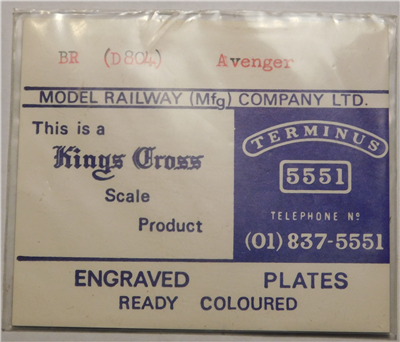 BR (D804) Avenger
MODEL RAILWAY (Mfg) COMPANY LTD.
This is a
Kings Cross
Scale
Product
TERMINUS
5551
TELEPHONE Nº
(01) 837-5551
ENGRAVED PLATES
READY COLOURED